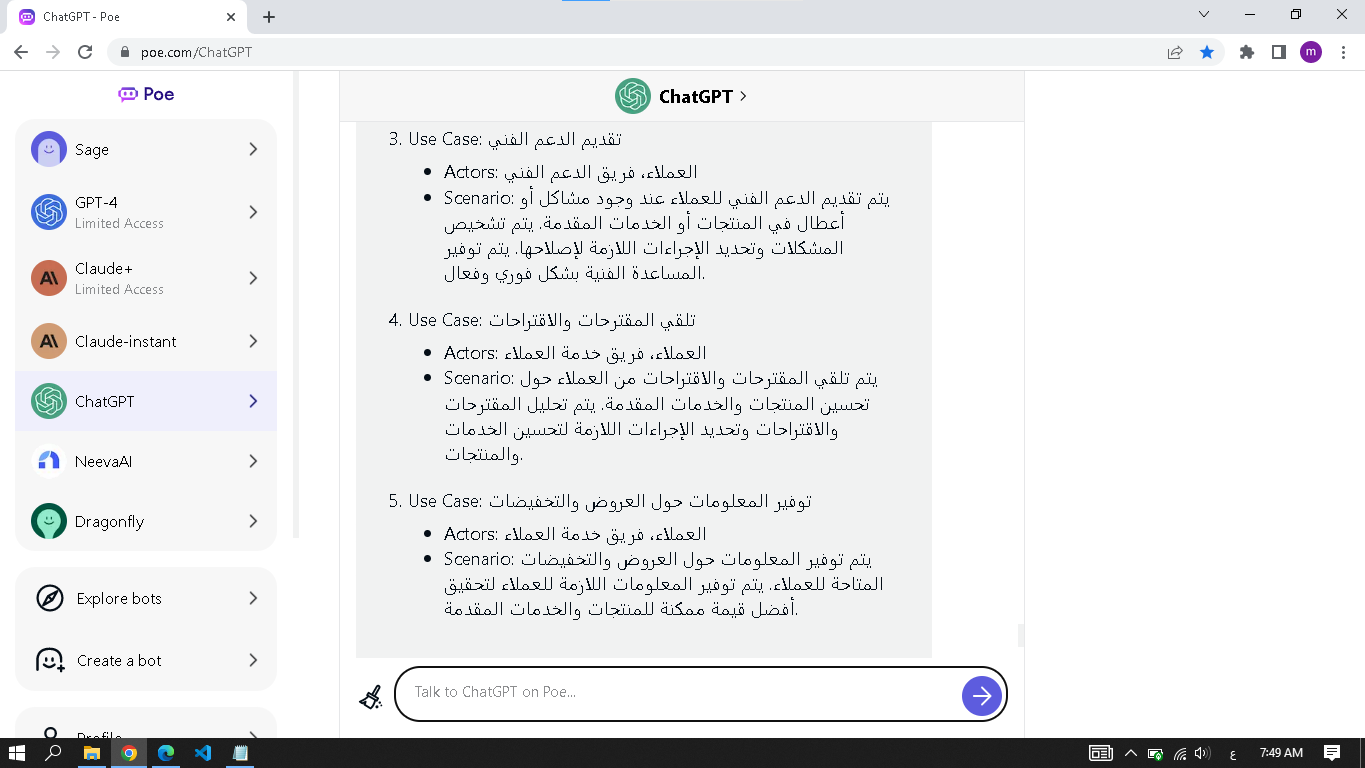 ChatGPT - Poe
poe.com/ChatGPT
m
Poe
Sage
GPT-4
Limited Access
Claude+
Limited Access
Claude-instant
ChatGPT
NeevaAI
Dragonfly
Explore bots
Create a bot
Profile
ChatGPT
3. Use Case: تقديم الدعم الفني
Actors: العملاء، فريق الدعم الفني
Scenario: يتم تقديم الدعم الفني للعملاء عند وجود مشاكل أو
أعطال في المنتجات أو الخدمات المقدمة. يتم تشخيص
المشكلات وتحديد الإجراءات اللازمة لإصلاحها. يتم توفير
المساعدة الفنية بشكل فوري وفعال.
4. Use Case: تلقي المقترحات والاقتراحات
Actors: العملاء، فريق خدمة العملاء
Scenario: يتم تلقي المقترحات والاقتراحات من العملاء حول
تحسين المنتجات والخدمات المقدمة. يتم تحليل المقترحات
والاقتراحات وتحديد الإجراءات اللازمة لتحسين الخدمات
والمنتجات.
5. Use Case: توفير المعلومات حول العروض والتخفيضات
Actors: العملاء، فريق خدمة العملاء
Scenario: يتم توفير المعلومات حول العروض والتخفيضات
المتاحة للعملاء. يتم توفير المعلومات اللازمة للعملاء لتحقيق
أفضل قيمة ممكنة للمنتجات والخدمات المقدمة.
Talk to ChatGPT on Poe...
ع
7:49 AM